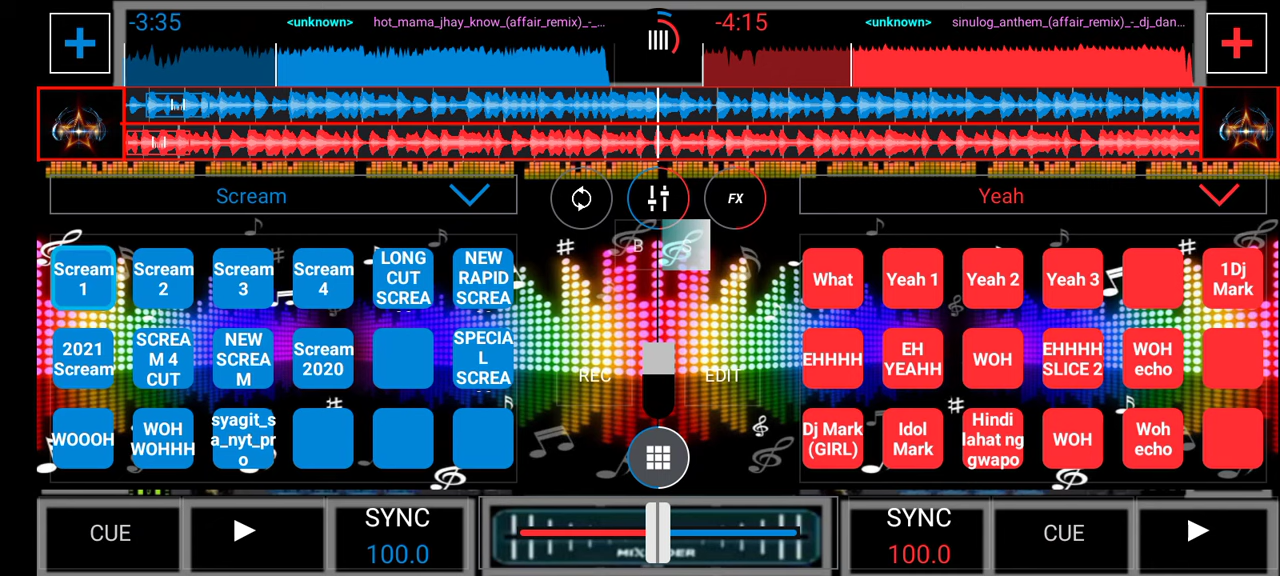 -3:35
<unknown>
hot_mama_jhay_know_(affair_remix)_-_...
-4:15
<unknown>
sinulog_anthem_(affair_remix)_-_dj_dan...
Scream
FX
Yeah
B
S
Scream
1
Scream
2
Scream
3
Scream
4
LONG
CUT
SCREA
NEW
RAPID
SCREA
What
Yeah 1
Yeah 2
Yeah 3
1Dj
Mark
2021
Scream
SCREA
M 4
CUT
NEW
SCREA
M
Scream
2020
SPECIA
L
SCREA
REC
EDIT
EHHHH
EH
YEAHH
WOH
EHHHH
SLICE 2
WOH
echo
WOOOH
WOH
WOHHH
syagit_s
a_nyt_pr
o
Dj Mark
(GIRL)
Idol
Mark
Hindi
lahat ng
gwapo
WOH
Woh
echo
CUE
SYNC
100.0
SYNC
100.0
CUE